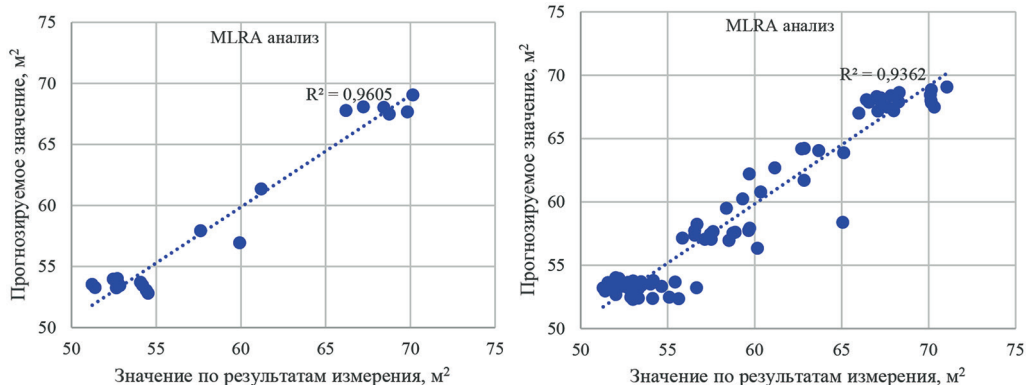 MLRA анализ
R² = 0,9605
Прогнозируемое значение, м²
75
70
65
60
55
50
50 55 60 65 70 75
Значение по результатам измерения, м²
MLRA анализ
R² = 0,9362
Прогнозируемое значение, м²
75
70
65
60
55
50
50 55 60 65 70 75
Значение по результатам измерения, м²